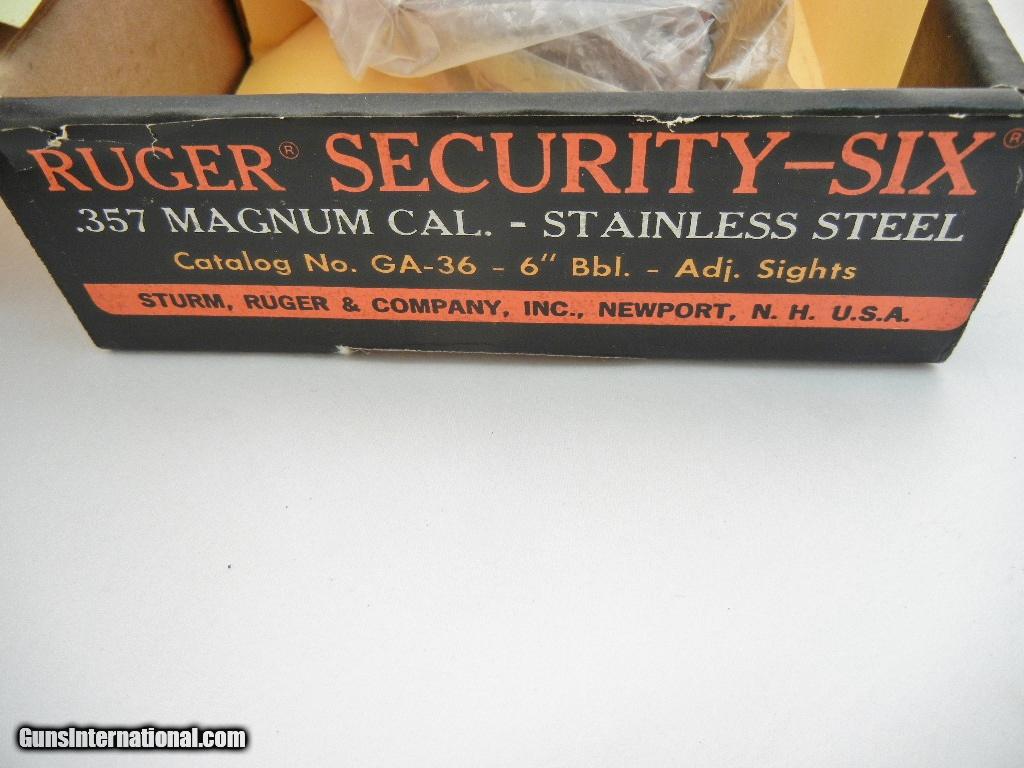 RUGER® SECURITY–SIX®
.357 MAGNUM CAL. - STAINLESS STEEL
Catalog No. GA-36 - 6" Bbl. - Adj. Sights
STURM, RUGER & COMPANY, INC., NEWPORT, N. H. U.S.A.
GunsInternational.com